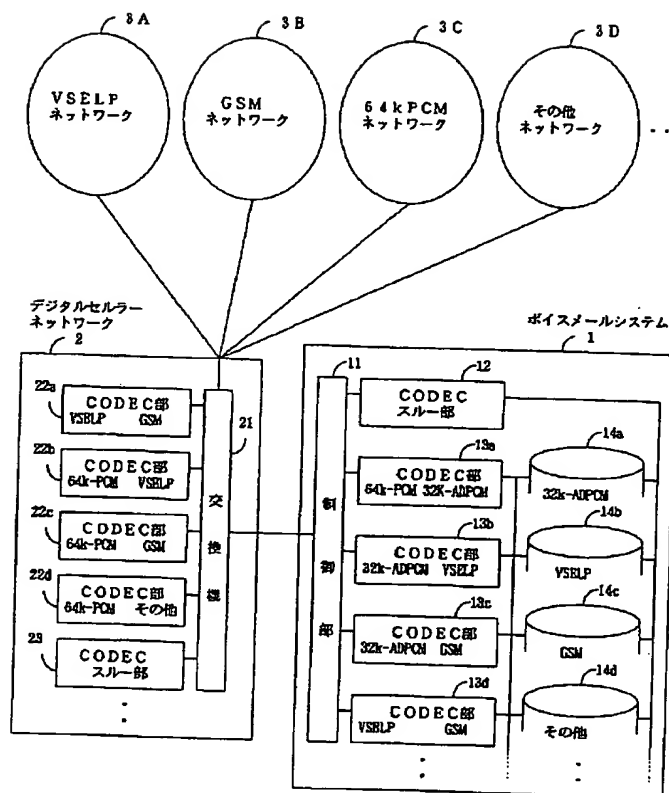 3A
3B
3C
3D
VSELP
ネットワーク
GSM
ネットワーク
64kPCM
ネットワーク
その他
ネットワーク
・・
デジタルセルラー
ネットワーク
2
22a
CODEC部
VSELP GSM
22b
CODEC部
64k-PCM VSELP
22c
CODEC部
64k-PCM GSM
22d
CODEC部
64k-PCM その他
23
CODEC
スルー部
21
交換機
ボイスメールシステム
1
11
制御部
12
CODEC
スルー部
13a
CODEC部
64k-PCM 32K-ADPCM
13b
CODEC部
32k-ADPCM VSELP
13c
CODEC部
32k-ADPCM GSM
13d
CODEC部
VSELP GSM
14a
32k-ADPCM
14b
VSELP
14c
GSM
14d
その他